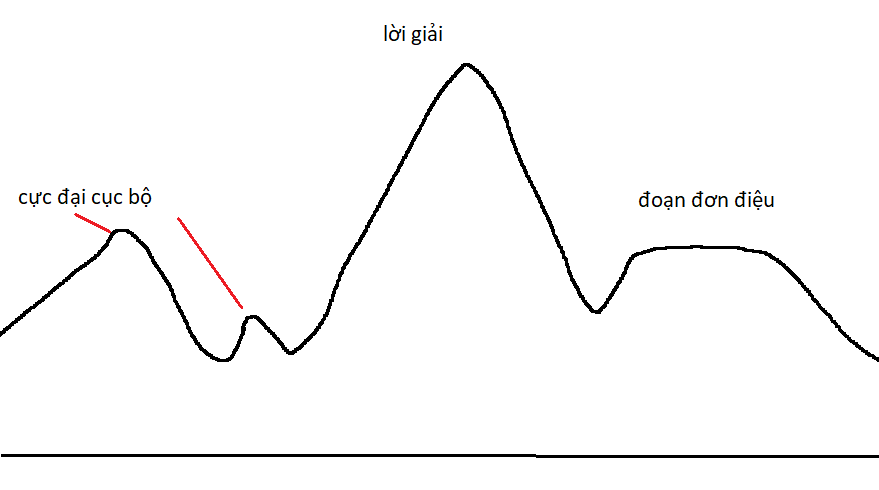 lời giải
cực đại cục bộ
đoạn đơn điệu